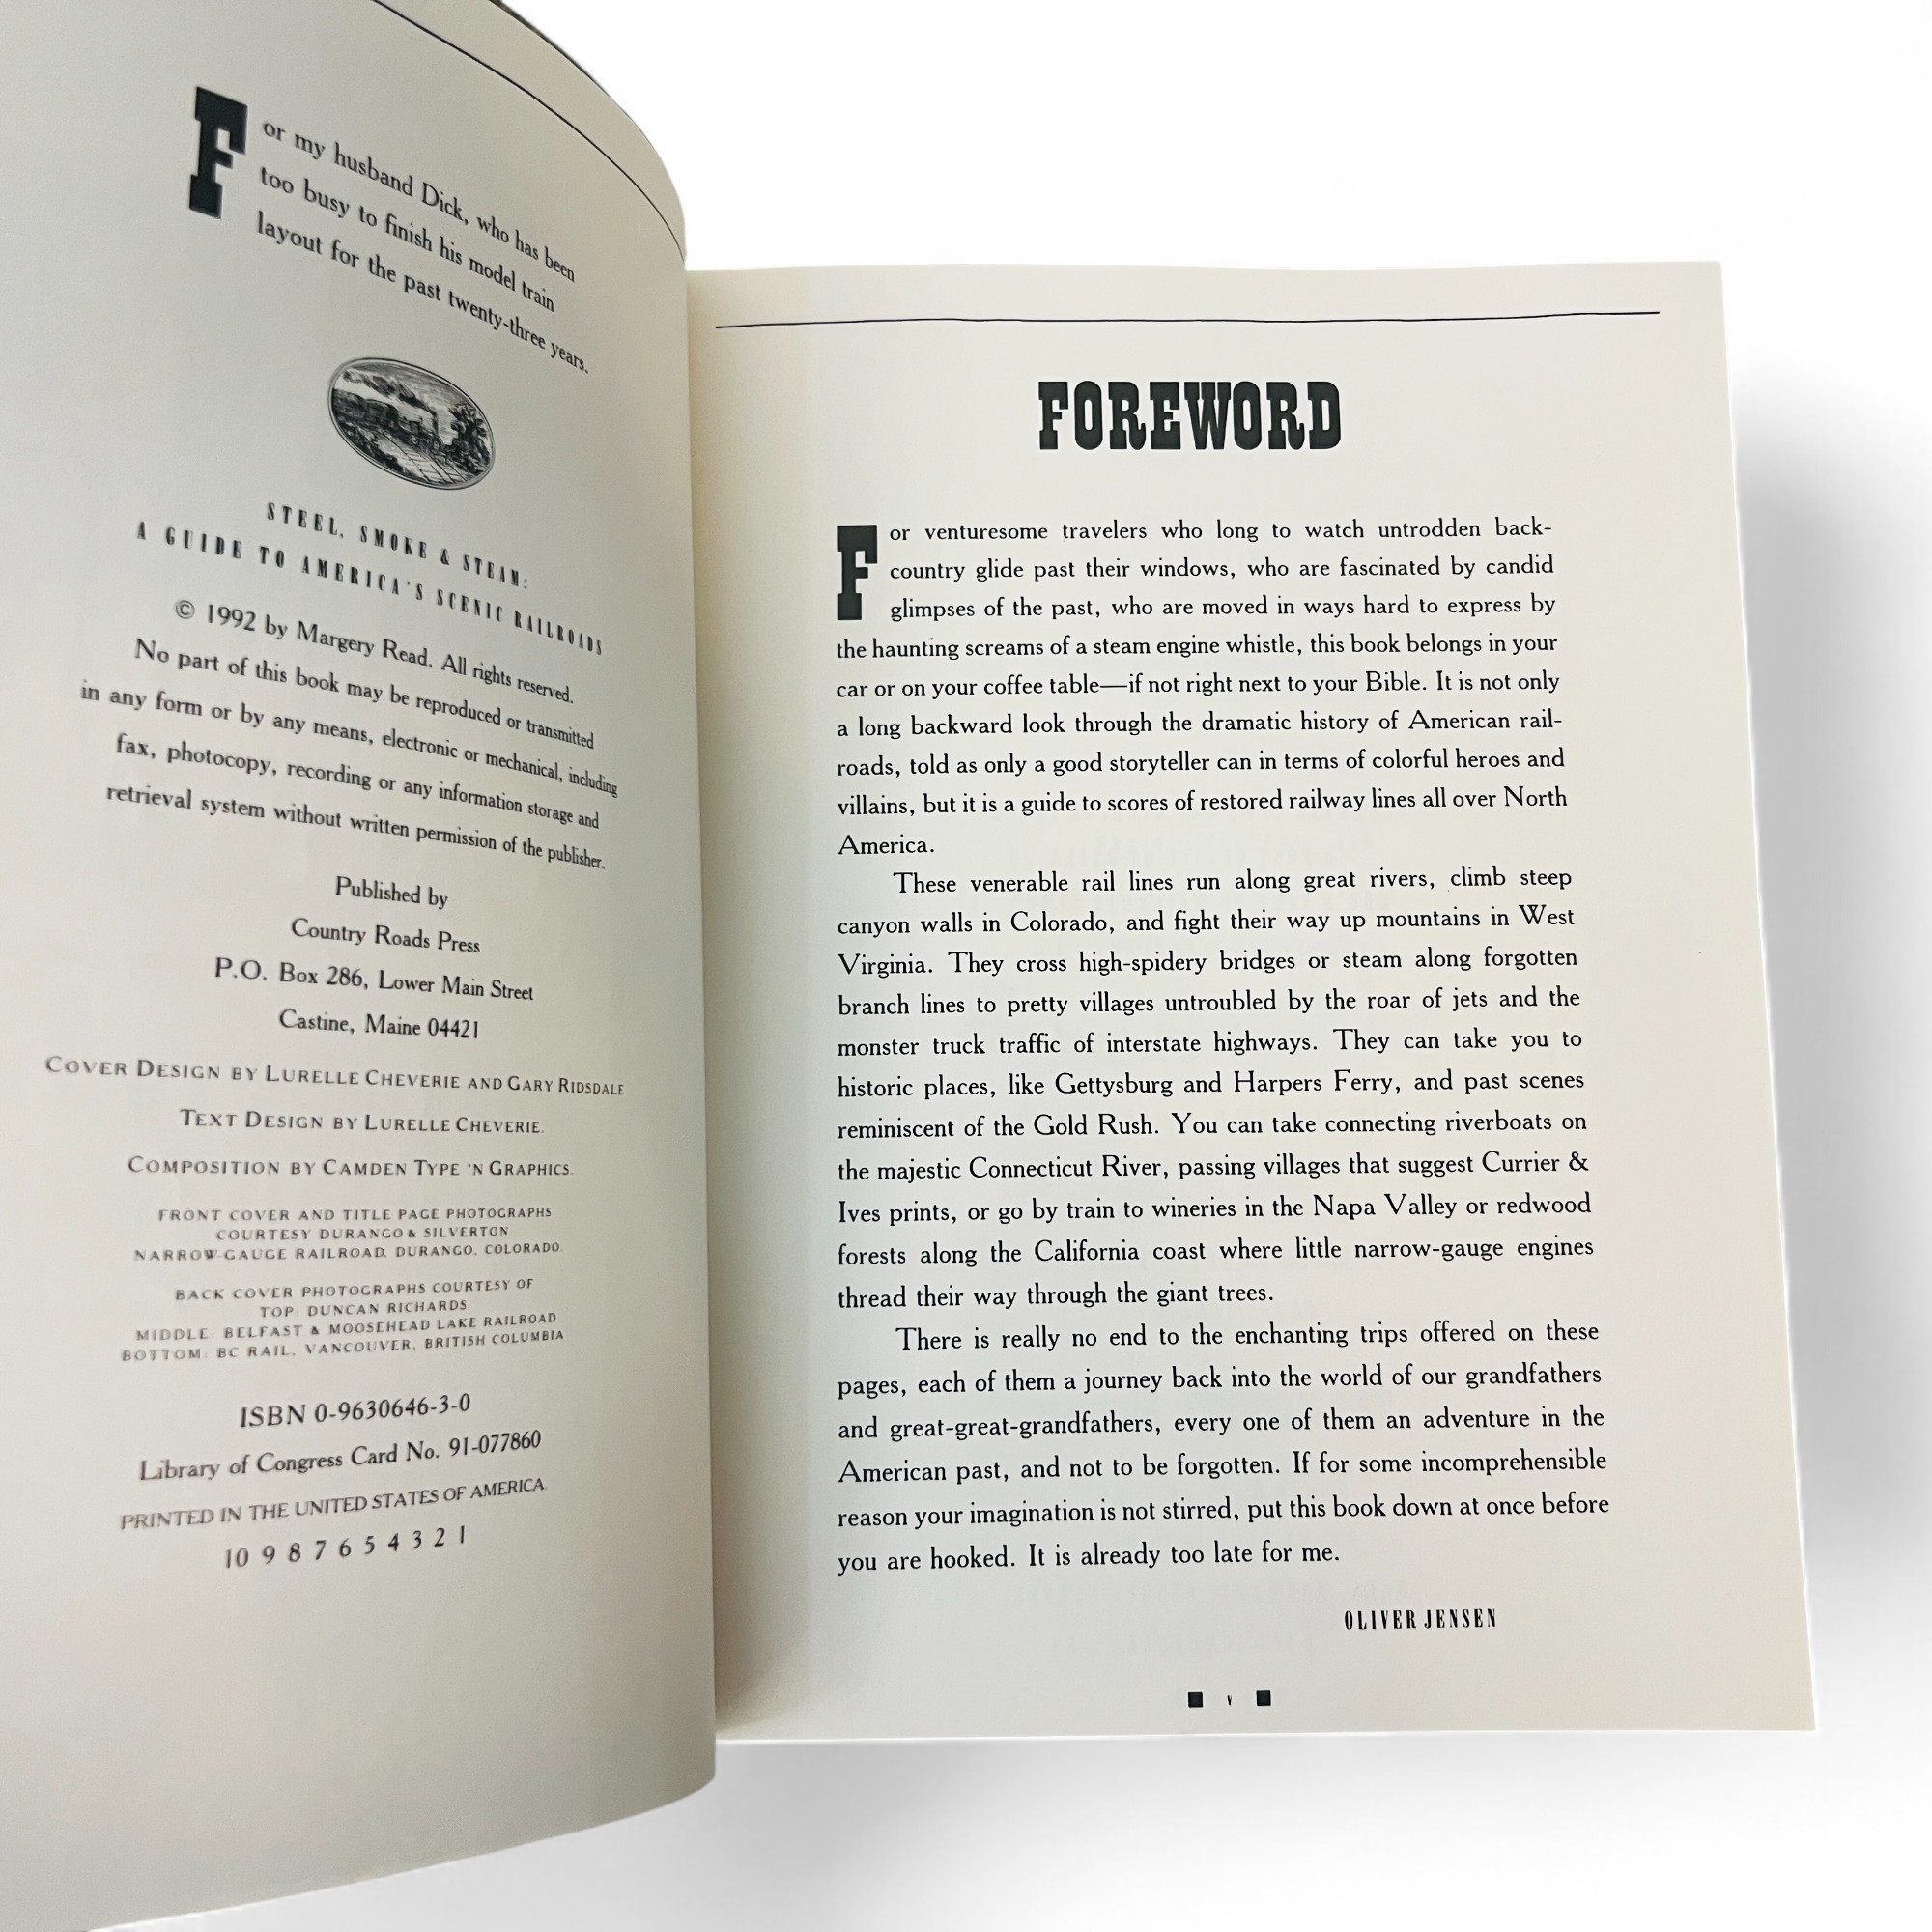 For my husband Dick, who has been
too busy to finish his model train
layout for the past twenty-three years.
STEEL, SMOKE & STEAM:
A GUIDE TO AMERICA'S SCENIC RAILROADS
© 1992 by Margery Read. All rights reserved.
No part of this book may be reproduced or transmitted
in any form or by any means, electronic or mechanical, including
fax, photocopy, recording or any information storage and
retrieval system without written permission of the publisher.
Published by
Country Roads Press
P.O. Box 286, Lower Main Street
Castine, Maine 04421
COVER DESIGN BY LURELLE CHEVERIE AND GARY RIDSDALE
TEXT DESIGN BY LURELLE CHEVERIE.
COMPOSITION BY CAMDEN TYPE 'N GRAPHICS.
FRONT COVER AND TITLE PAGE PHOTOGRAPHS
COURTESY DURANGO & SILVERTON
NARROW-GAUGE RAILROAD, DURANGO, COLORADO.
BACK COVER PHOTOGRAPHS COURTESY OF
TOP: DUNCAN RICHARDS
MIDDLE: BELFAST & MOOSEHEAD LAKE RAILROAD
BOTTOM: BC RAIL, VANCOUVER, BRITISH COLUMBIA
ISBN 0-9630646-3-0
Library of Congress Card No. 91-077860
PRINTED IN THE UNITED STATES OF AMERICA.
10 9 8 7 6 5 4 3 2 1
FOREWORD
For venturesome travelers who long to watch untrodden back-
country glide past their windows, who are fascinated by candid
glimpses of the past, who are moved in ways hard to express by
the haunting screams of a steam engine whistle, this book belongs in your
car or on your coffee table—if not right next to your Bible. It is not only
a long backward look through the dramatic history of American rail-
roads, told as only a good storyteller can in terms of colorful heroes and
villains, but it is a guide to scores of restored railway lines all over North
America.
These venerable rail lines run along great rivers, climb steep
canyon walls in Colorado, and fight their way up mountains in West
Virginia. They cross high-spidery bridges or steam along forgotten
branch lines to pretty villages untroubled by the roar of jets and the
monster truck traffic of interstate highways. They can take you to
historic places, like Gettysburg and Harpers Ferry, and past scenes
reminiscent of the Gold Rush. You can take connecting riverboats on
the majestic Connecticut River, passing villages that suggest Currier &
Ives prints, or go by train to wineries in the Napa Valley or redwood
forests along the California coast where little narrow-gauge engines
thread their way through the giant trees.
There is really no end to the enchanting trips offered on these
pages, each of them a journey back into the world of our grandfathers
and great-great-grandfathers, every one of them an adventure in the
American past, and not to be forgotten. If for some incomprehensible
reason your imagination is not stirred, put this book down at once before
you are hooked. It is already too late for me.
OLIVER JENSEN
v